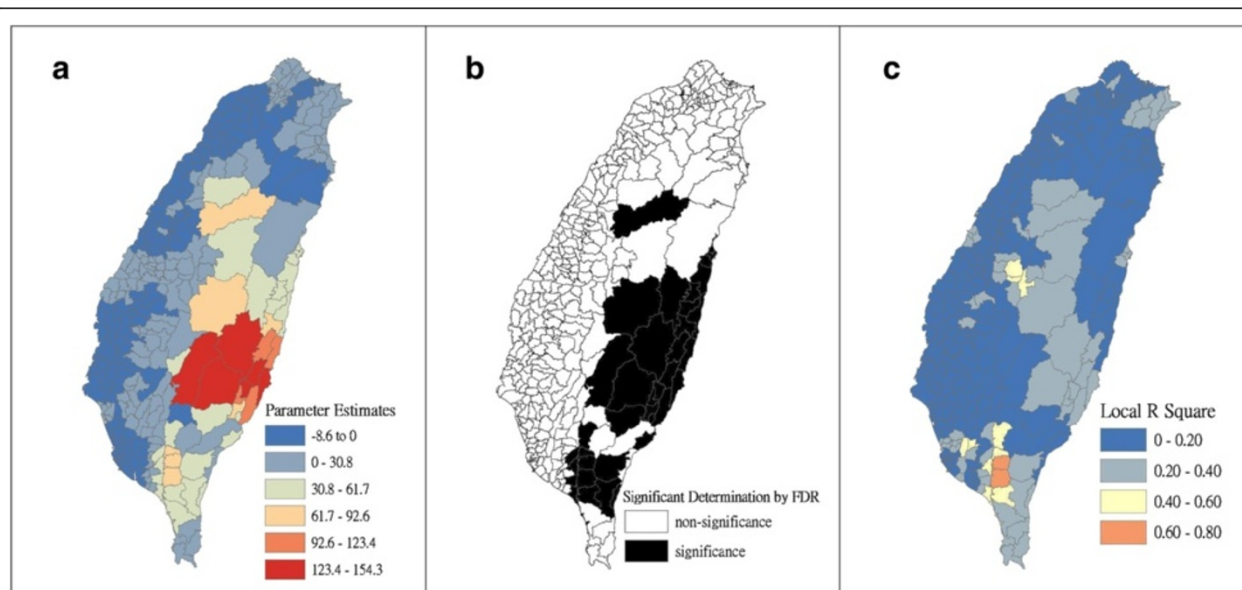 a
Parameter Estimates
-8.6 to 0
0 - 30.8
30.8 - 61.7
61.7 - 92.6
92.6 - 123.4
123.4 - 154.3
b
Significant Determination by FDR
non-significance
significance
c
Local R Square
0 - 0.20
0.20 - 0.40
0.40 - 0.60
0.60 - 0.80